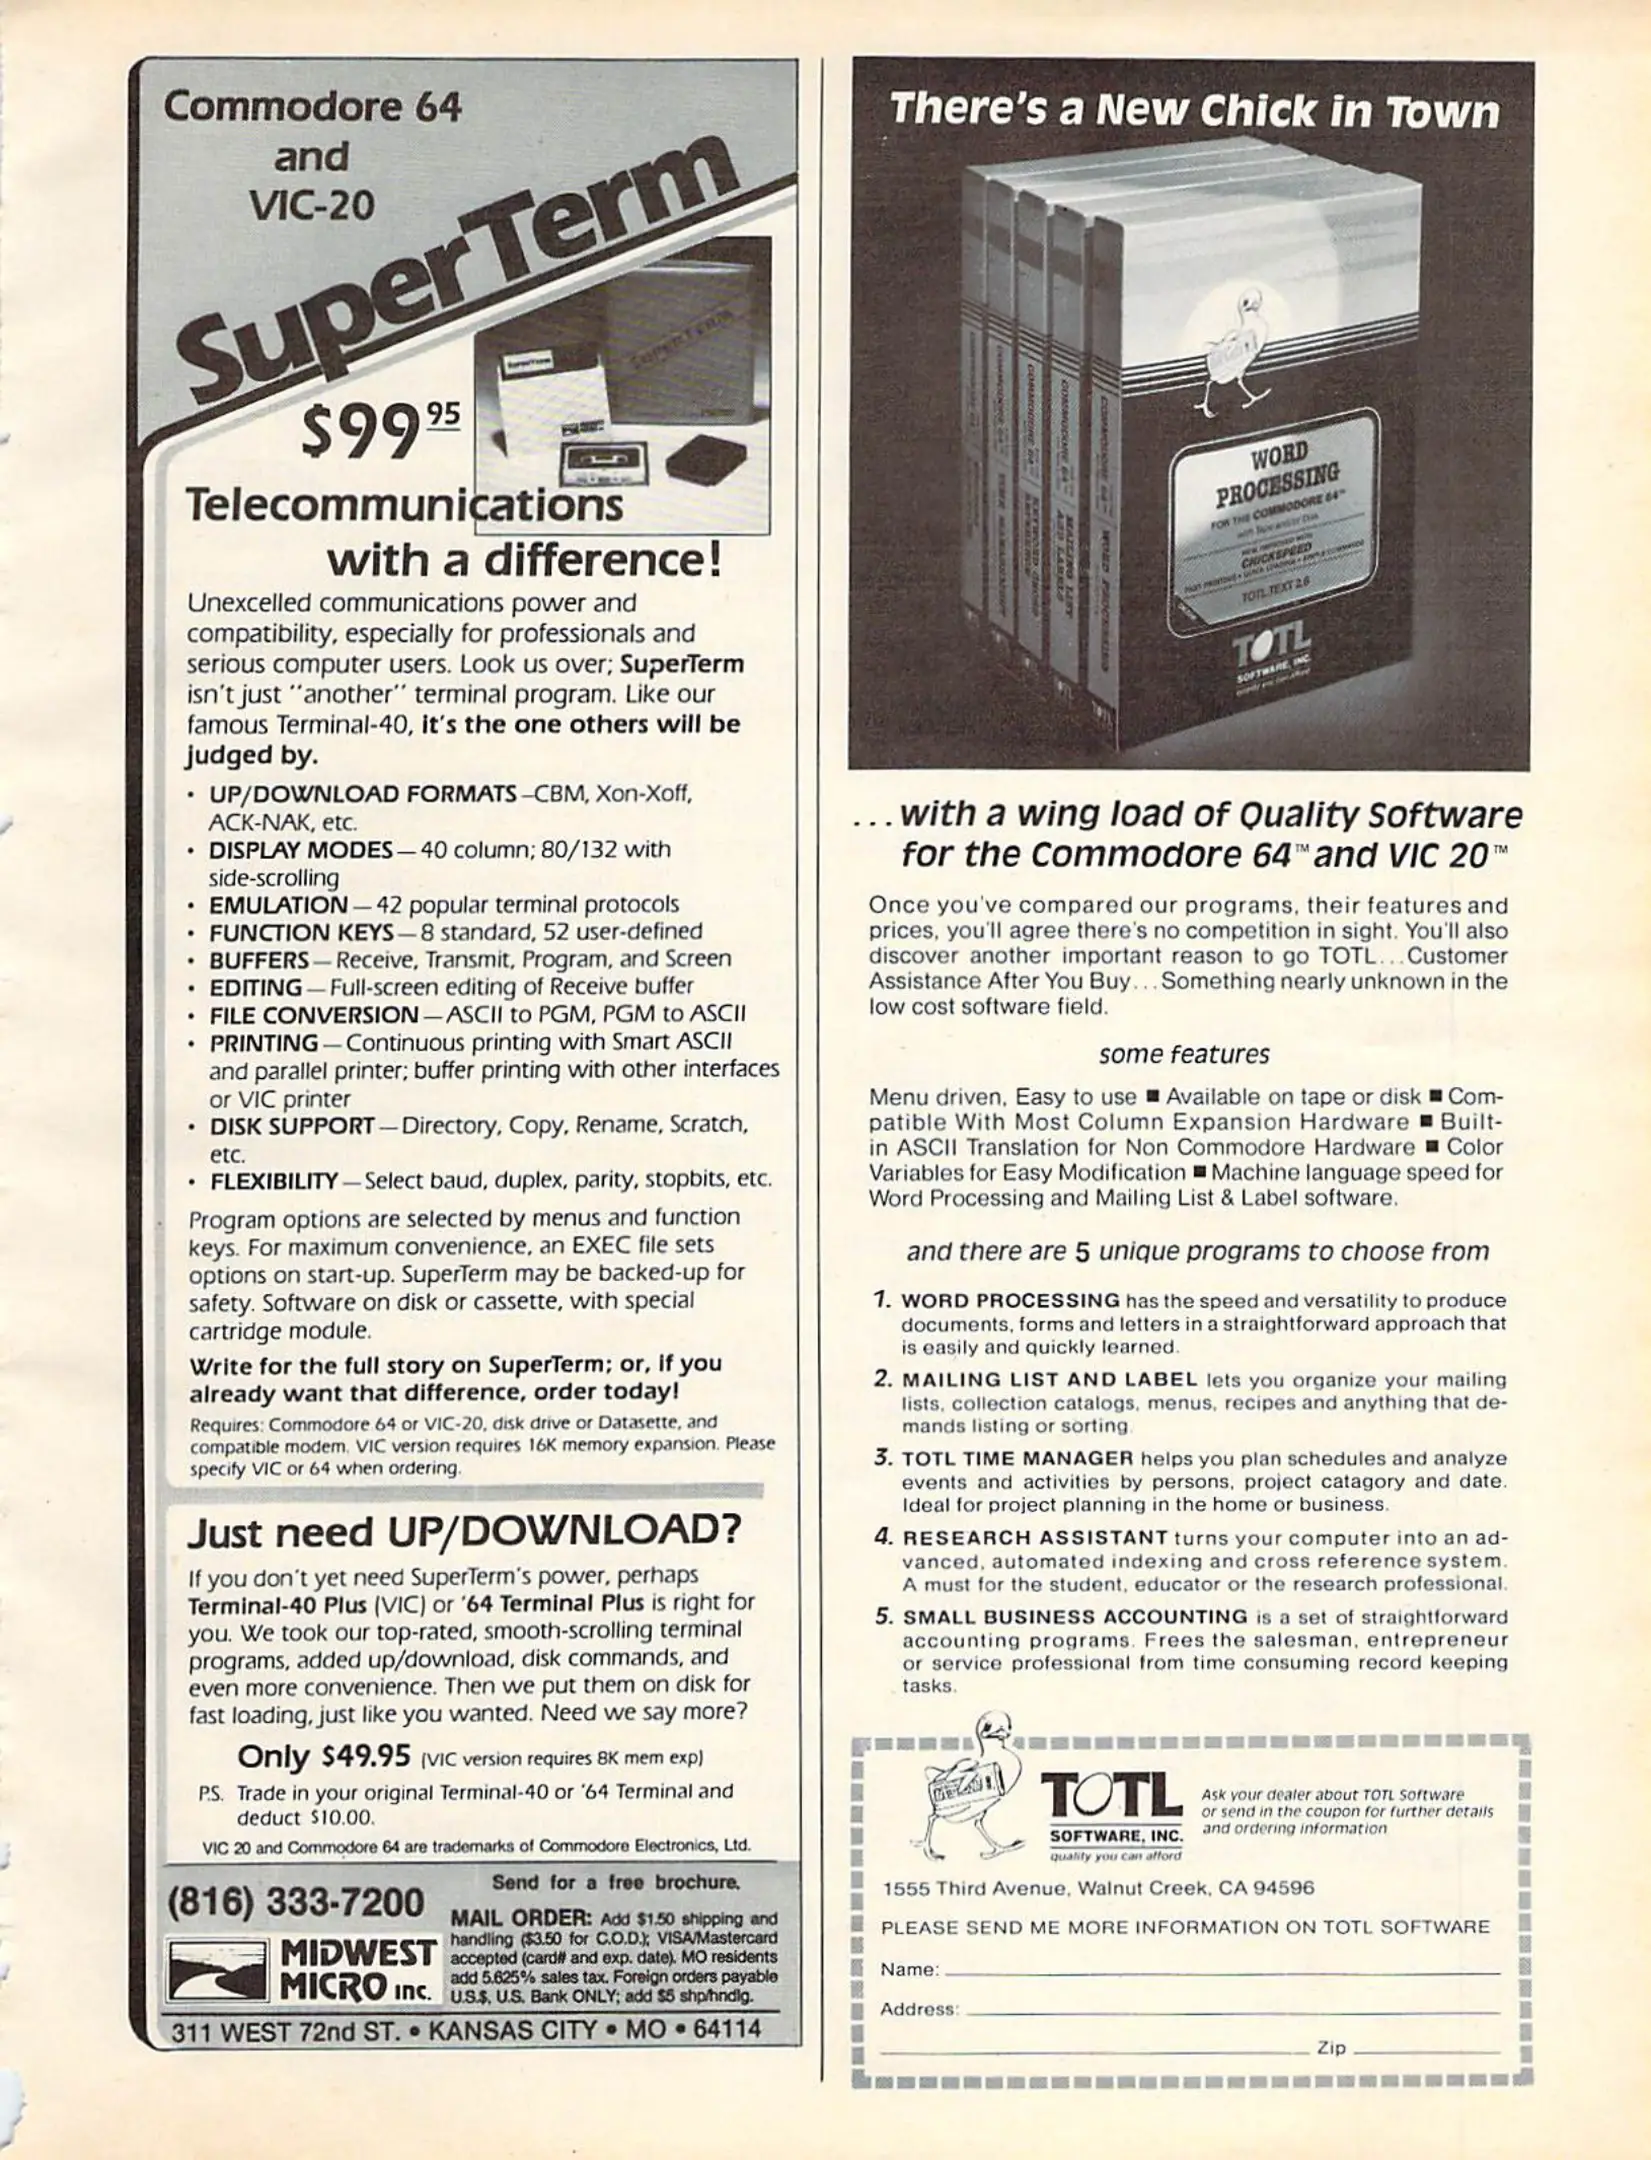 Commodore 64
and
VIC-20
SuperTerm
$99 95
Telecommunications
with a difference!
Unexcelled communications power and
compatibility, especially for professionals and
serious computer users. Look us over; SuperTerm
isn't just "another" terminal program. Like our
famous Terminal-40, it's the one others will be
judged by.
• UP/DOWNLOAD FORMATS–CBM, Xon-Xoff,
ACK-NAK, etc.
• DISPLAY MODES—40 column; 80/132 with
side-scrolling
• EMULATION—42 popular terminal protocols
• FUNCTION KEYS—8 standard, 52 user-defined
• BUFFERS—Receive, Transmit, Program, and Screen
• EDITING—Full-screen editing of Receive buffer
• FILE CONVERSION—ASCII to PGM, PGM to ASCII
• PRINTING—Continuous printing with Smart ASCII
and parallel printer; buffer printing with other interfaces
or VIC printer
• DISK SUPPORT—Directory, Copy, Rename, Scratch,
etc.
• FLEXIBILITY—Select baud, duplex, parity, stopbits, etc.
Program options are selected by menus and function
keys. For maximum convenience, an EXEC file sets
options on start-up. SuperTerm may be backed-up for
safety. Software on disk or cassette, with special
cartridge module.
Write for the full story on SuperTerm; or, if you
already want that difference, order today!
Requires: Commodore 64 or VIC-20, disk drive or Datasette, and
compatible modem. VIC version requires 16K memory expansion. Please
specify VIC or 64 when ordering.
Just need UP/DOWNLOAD?
If you don't yet need SuperTerm's power, perhaps
Terminal-40 Plus (VIC) or '64 Terminal Plus is right for
you. We took our top-rated, smooth-scrolling terminal
programs, added up/download, disk commands, and
even more convenience. Then we put them on disk for
fast loading, just like you wanted. Need we say more?
Only $49.95 (VIC version requires 8K mem exp)
P.S. Trade in your original Terminal-40 or '64 Terminal and
deduct $10.00.
VIC 20 and Commodore 64 are trademarks of Commodore Electronics, Ltd.
(816) 333-7200
MIDWEST
MICRO inc.
Send for a free brochure.
MAIL ORDER: Add $1.50 shipping and
handling ($3.50 for C.O.D.); VISA/Mastercard
accepted (card# and exp. date). MO residents
add 5.625% sales tax. Foreign orders payable
U.S.$, U.S. Bank ONLY; add $5 shp/hndlg.
311 WEST 72nd ST. • KANSAS CITY • MO • 64114
There's a New Chick in Town
WORD
PROCESSING
FOR THE COMMODORE 64™
CHICKSPEED
TOTL.TEXT 2.6
TOTL
SOFTWARE, INC.
COMMODORE 64 WORD PROCESSING
COMMODORE 64 MAILING LIST AND LABELS
TOTL
...with a wing load of Quality Software
for the Commodore 64™ and VIC 20™
Once you've compared our programs, their features and
prices, you'll agree there's no competition in sight. You'll also
discover another important reason to go TOTL...Customer
Assistance After You Buy...Something nearly unknown in the
low cost software field.
some features
Menu driven, Easy to use ■ Available on tape or disk ■ Com-
patible With Most Column Expansion Hardware ■ Built-
in ASCII Translation for Non Commodore Hardware ■ Color
Variables for Easy Modification ■ Machine language speed for
Word Processing and Mailing List & Label software.
and there are 5 unique programs to choose from
1. WORD PROCESSING has the speed and versatility to produce
documents, forms and letters in a straightforward approach that
is easily and quickly learned.
2. MAILING LIST AND LABEL lets you organize your mailing
lists, collection catalogs, menus, recipes and anything that de-
mands listing or sorting.
3. TOTL TIME MANAGER helps you plan schedules and analyze
events and activities by persons, project catagory and date.
Ideal for project planning in the home or business.
4. RESEARCH ASSISTANT turns your computer into an ad-
vanced, automated indexing and cross reference system.
A must for the student, educator or the research professional.
5. SMALL BUSINESS ACCOUNTING is a set of straightforward
accounting programs. Frees the salesman, entrepreneur
or service professional from time consuming record keeping
tasks.
TOTL
SOFTWARE, INC.
quality you can afford
Ask your dealer about TOTL Software
or send in the coupon for further details
and ordering information
1555 Third Avenue, Walnut Creek, CA 94596
PLEASE SEND ME MORE INFORMATION ON TOTL SOFTWARE
Name:
Address:
Zip